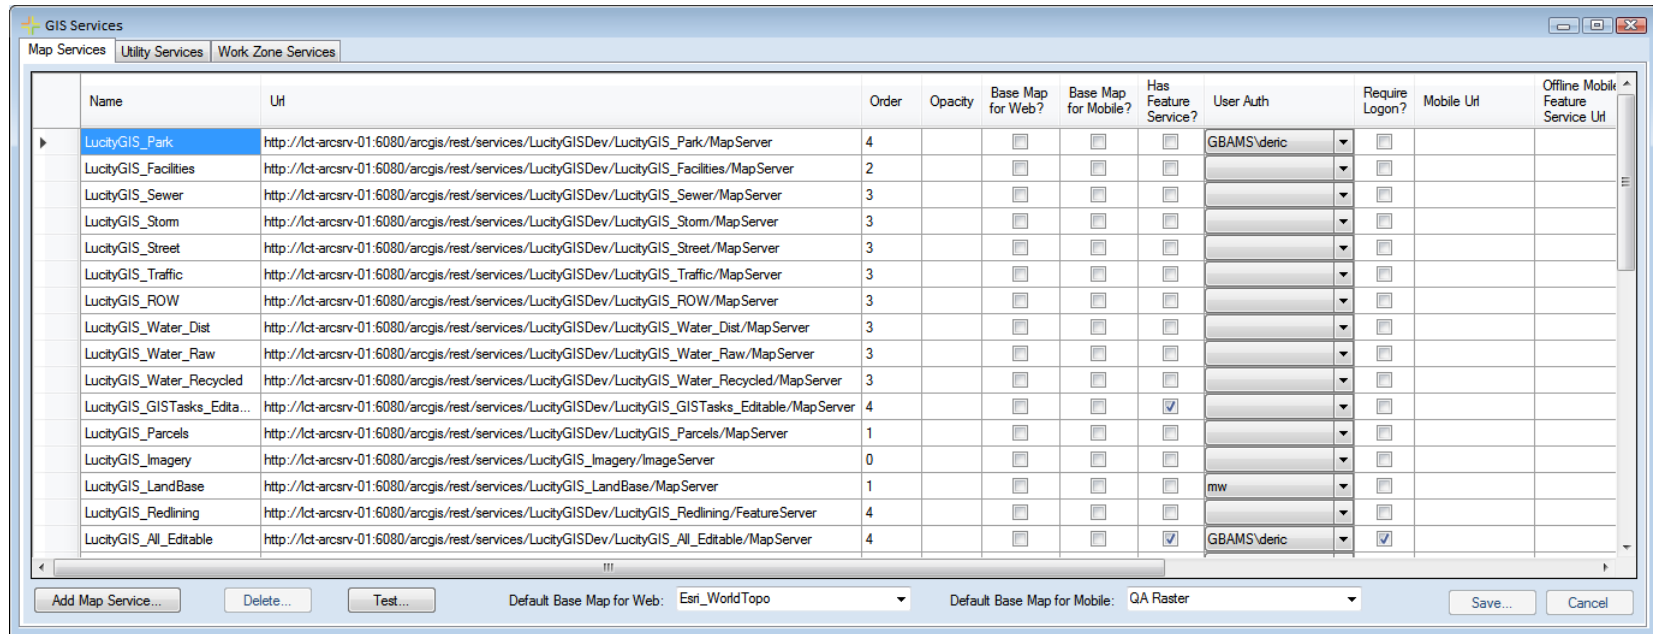 GIS Services
Map Services Utility Services Work Zone Services
Name Url Order Opacity Base Map for Web? Base Map for Mobile? Has Feature Service? User Auth Require Logon? Mobile Url Offline Mobile Feature Service Url
LucityGIS_Park http://lct-arcsrv-01:6080/arcgis/rest/services/LucityGISDev/LucityGIS_Park/MapServer 4 GBAMS\deric
LucityGIS_Facilities http://lct-arcsrv-01:6080/arcgis/rest/services/LucityGISDev/LucityGIS_Facilities/MapServer 2
LucityGIS_Sewer http://lct-arcsrv-01:6080/arcgis/rest/services/LucityGISDev/LucityGIS_Sewer/MapServer 3
LucityGIS_Storm http://lct-arcsrv-01:6080/arcgis/rest/services/LucityGISDev/LucityGIS_Storm/MapServer 3
LucityGIS_Street http://lct-arcsrv-01:6080/arcgis/rest/services/LucityGISDev/LucityGIS_Street/MapServer 3
LucityGIS_Traffic http://lct-arcsrv-01:6080/arcgis/rest/services/LucityGISDev/LucityGIS_Traffic/MapServer 3
LucityGIS_ROW http://lct-arcsrv-01:6080/arcgis/rest/services/LucityGISDev/LucityGIS_ROW/MapServer 3
LucityGIS_Water_Dist http://lct-arcsrv-01:6080/arcgis/rest/services/LucityGISDev/LucityGIS_Water_Dist/MapServer 3
LucityGIS_Water_Raw http://lct-arcsrv-01:6080/arcgis/rest/services/LucityGISDev/LucityGIS_Water_Raw/MapServer 3
LucityGIS_Water_Recycled http://lct-arcsrv-01:6080/arcgis/rest/services/LucityGISDev/LucityGIS_Water_Recycled/MapServer 3
LucityGIS_GISTasks_Edita... http://lct-arcsrv-01:6080/arcgis/rest/services/LucityGISDev/LucityGIS_GISTasks_Editable/MapServer 4
LucityGIS_Parcels http://lct-arcsrv-01:6080/arcgis/rest/services/LucityGISDev/LucityGIS_Parcels/MapServer 1
LucityGIS_Imagery http://lct-arcsrv-01:6080/arcgis/rest/services/LucityGIS_Imagery/ImageServer 0
LucityGIS_LandBase http://lct-arcsrv-01:6080/arcgis/rest/services/LucityGIS_LandBase/MapServer 1 mw
LucityGIS_Redlining http://lct-arcsrv-01:6080/arcgis/rest/services/LucityGISDev/LucityGIS_Redlining/FeatureServer 4
LucityGIS_All_Editable http://lct-arcsrv-01:6080/arcgis/rest/services/LucityGISDev/LucityGIS_All_Editable/MapServer 4 GBAMS\deric
Add Map Service... Delete... Test... Default Base Map for Web: Esri_WorldTopo Default Base Map for Mobile: QA Raster Save... Cancel